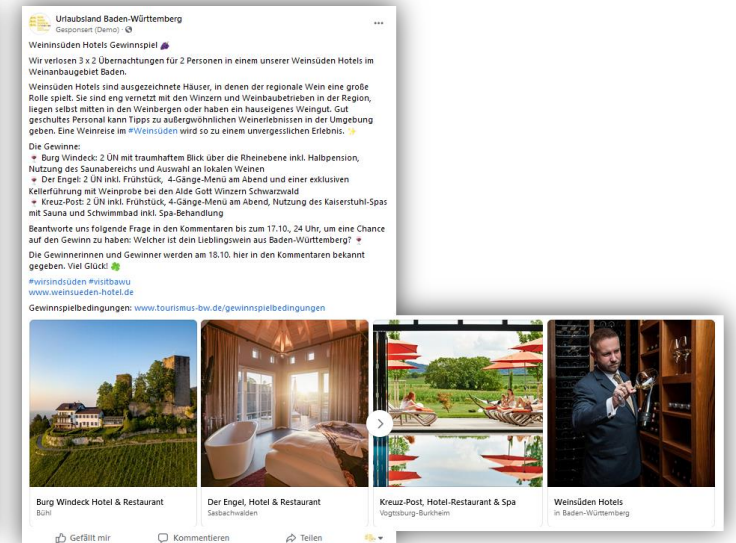 Urlaubsland Baden-Württemberg
Gesponsert (Demo) ·
Weininsüden Hotels Gewinnspiel 🍇
Wir verlosen 3 x 2 Übernachtungen für 2 Personen in einem unserer Weinsüden Hotels im
Weinanbaugebiet Baden.
Weinsüden Hotels sind ausgezeichnete Häuser, in denen der regionale Wein eine große
Rolle spielt. Sie sind eng vernetzt mit den Winzern und Weinbaubetrieben in der Region,
liegen selbst mitten in den Weinbergen oder haben ein hauseigenes Weingut. Gut
geschultes Personal kann Tipps zu außergwöhnlichen Weinerlebnissen in der Umgebung
geben. Eine Weinreise im #Weinsüden wird so zu einem unvergesslichen Erlebnis. ✨
Die Gewinne:
🍷 Burg Windeck: 2 ÜN mit traumhaftem Blick über die Rheinebene inkl. Halbpension,
Nutzung des Saunabereichs und Auswahl an lokalen Weinen
🍷 Der Engel: 2 ÜN inkl. Frühstück, 4-Gänge-Menü am Abend und einer exklusiven
Kellerführung mit Weinprobe bei den Alde Gott Winzern Schwarzwald
🍷 Kreuz-Post: 2 ÜN inkl. Frühstück, 4-Gänge-Menü am Abend, Nutzung des Kaiserstuhl-Spas
mit Sauna und Schwimmbad inkl. Spa-Behandlung
Beantworte uns folgende Frage in den Kommentaren bis zum 17.10., 24 Uhr, um eine Chance
auf den Gewinn zu haben: Welcher ist dein Lieblingswein aus Baden-Württemberg? 🍷
Die Gewinnerinnen und Gewinner werden am 18.10. hier in den Kommentaren bekannt
gegeben. Viel Glück! 🍀
#wirsindsüden #visitbawu
www.weinsueden-hotel.de
Gewinnspielbedingungen: www.tourismus-bw.de/gewinnspielbedingungen
Burg Windeck Hotel & Restaurant
Bühl
Der Engel, Hotel & Restaurant
Sasbachwalden
Kreuz-Post, Hotel-Restaurant & Spa
Vogtsburg-Burkheim
Weinsüden Hotels
in Baden-Württemberg
Gefällt mir
Kommentieren
Teilen